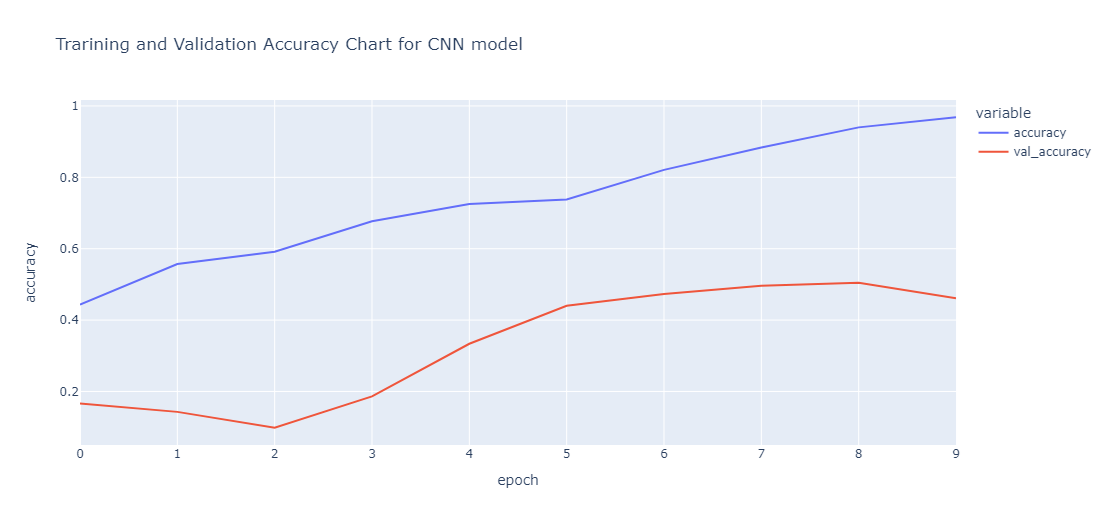 Trarining and Validation Accuracy Chart for CNN model
variable
accuracy
val_accuracy
accuracy
1
0.8
0.6
0.4
0.2
0 1 2 3 4 5 6 7 8 9
epoch